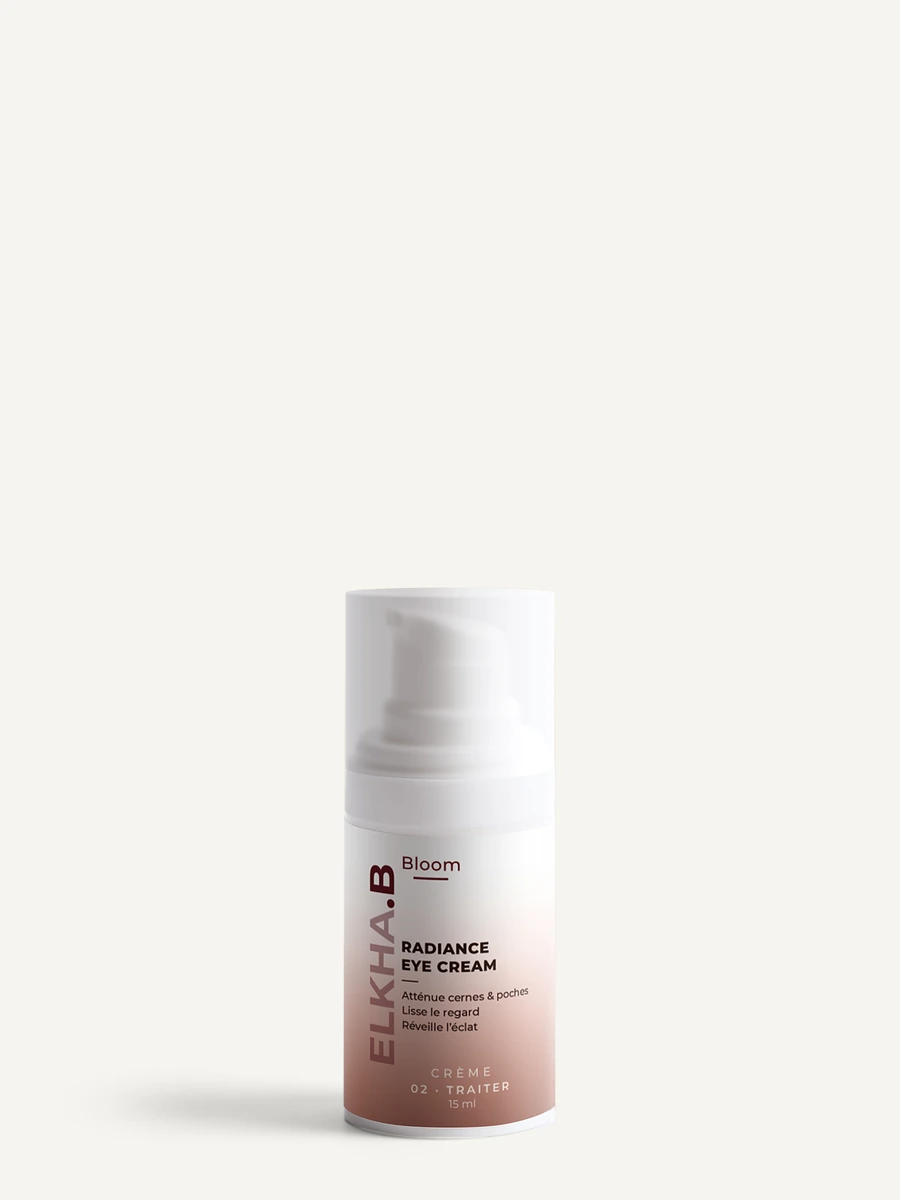 ELKHA.B
Bloom
RADIANCE
EYE CREAM
Atténue cernes & poches
Lisse le regard
Réveille l'éclat
CRÈME
02 • TRAITER
15 ml